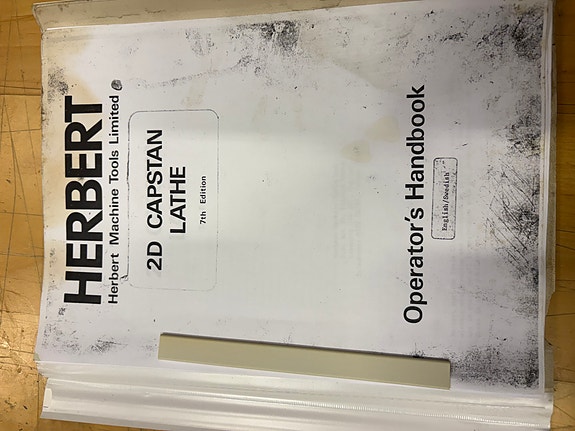 HERBERT
Herbert Machine Tools Limited
2D CAPSTAN
LATHE
7th Edition
Operator's Handbook
English/Swedish